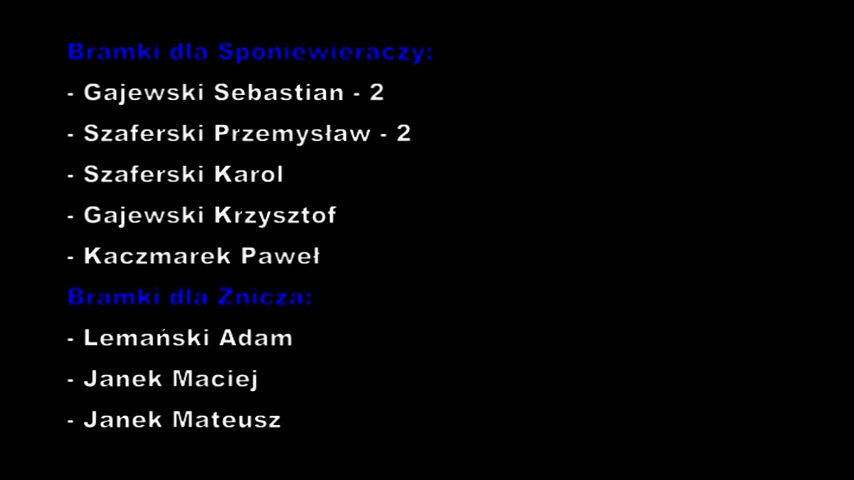 Bramki dla Sponiewieraczy:
- Gajewski Sebastian - 2
- Szaferski Przemysław - 2
- Szaferski Karol
- Gajewski Krzysztof
- Kaczmarek Paweł
Bramki dla Znicza:
- Lemański Adam
- Janek Maciej
- Janek Mateusz